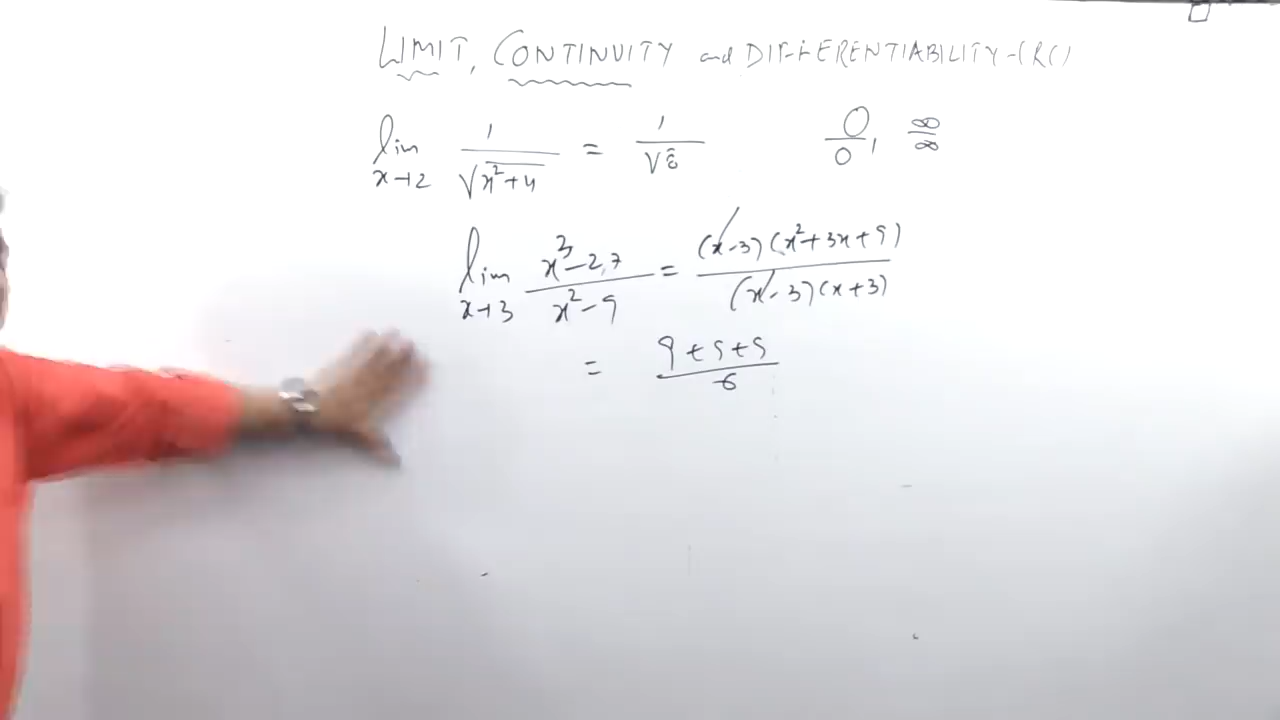 LIMIT, CONTINUITY and DIFFERENTIABILITY-(RC)
lim x→2 1/√(x²+4) = 1/√8    0/0, ∞/∞
lim x→3 (x³-27)/(x²-9) = (x-3)(x²+3x+9)/(x-3)(x+3)
= (9+9+9)/6